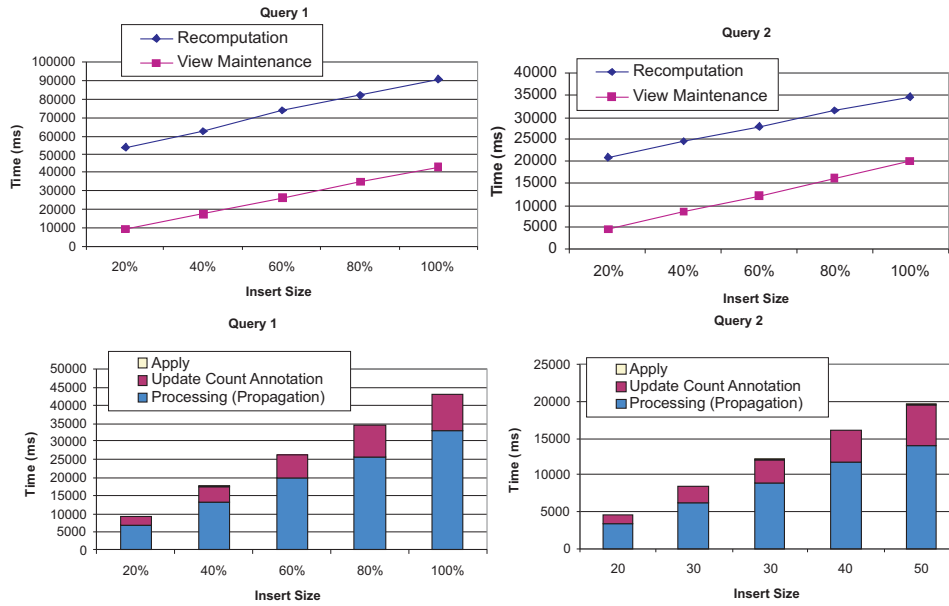 Query 1
Recomputation
View Maintenance
100000
90000
80000
70000
60000
50000
40000
30000
20000
10000
0
Time (ms)
20% 40% 60% 80% 100%
Insert Size
Query 2
Recomputation
View Maintenance
40000
35000
30000
25000
20000
15000
10000
5000
0
Time (ms)
20% 40% 60% 80% 100%
Insert Size
Query 1
Apply
Update Count Annotation
Processing (Propagation)
50000
45000
40000
35000
30000
25000
20000
15000
10000
5000
0
Time (ms)
20% 40% 60% 80% 100%
Insert Size
Query 2
Apply
Update Count Annotation
Processing (Propagation)
25000
20000
15000
10000
5000
0
Time (ms)
20 30 30 40 50
Insert Size